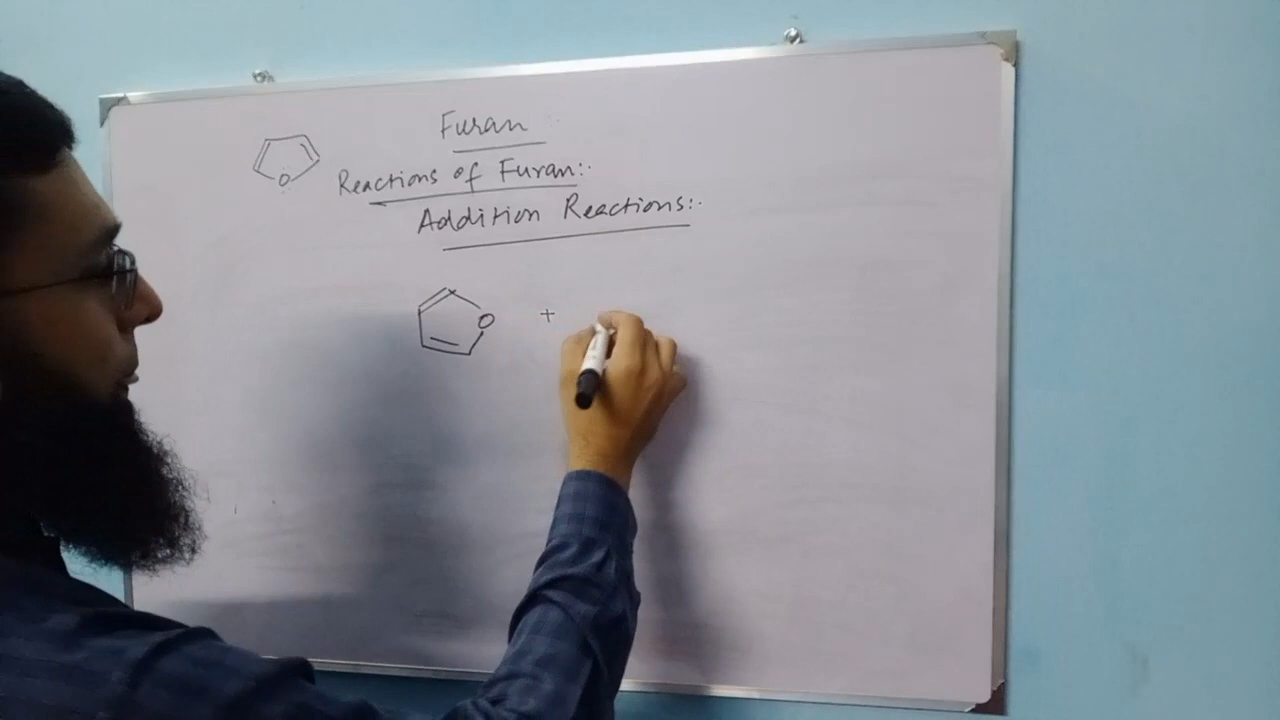 Furan
Reactions of Furan:.
Addition Reactions:.
O
O +